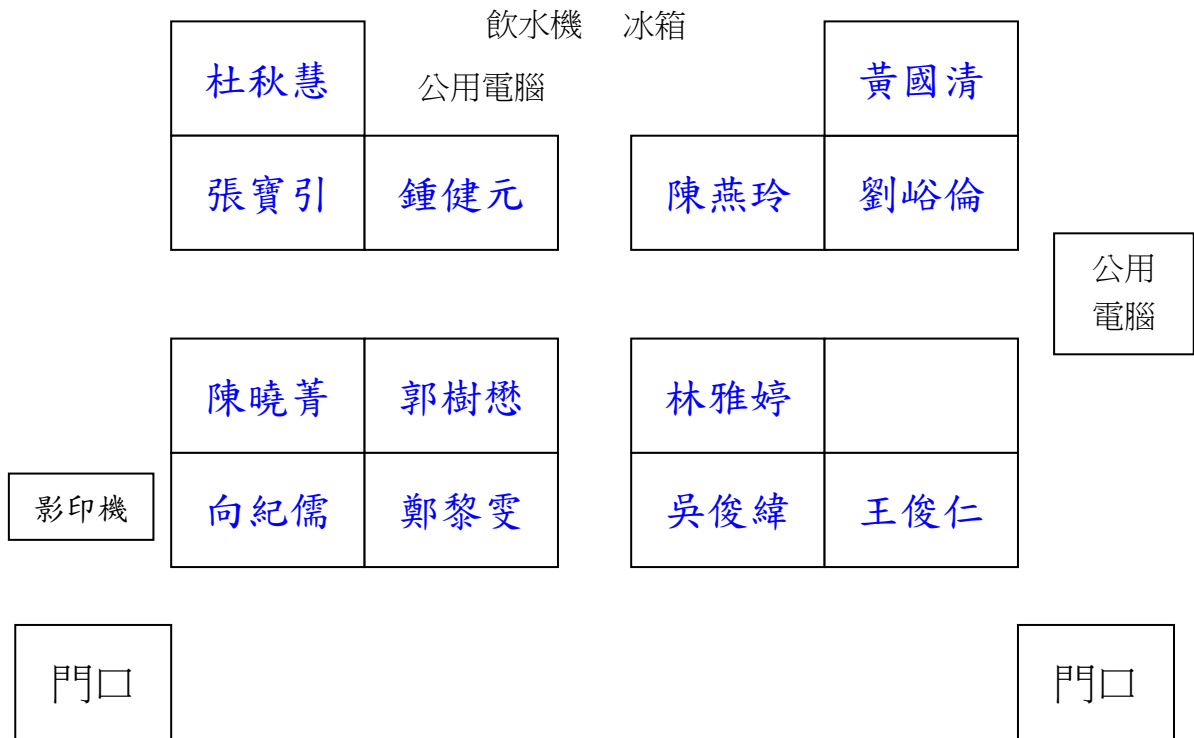 飲水機 冰箱
杜秋慧 公用電腦 黃國清
張寶引 鍾健元 陳燕玲 劉峪倫
公用
電腦
陳曉菁 郭樹懋 林雅婷
影印機 向紀儒 鄭黎雯 吳俊緯 王俊仁
門口 門口